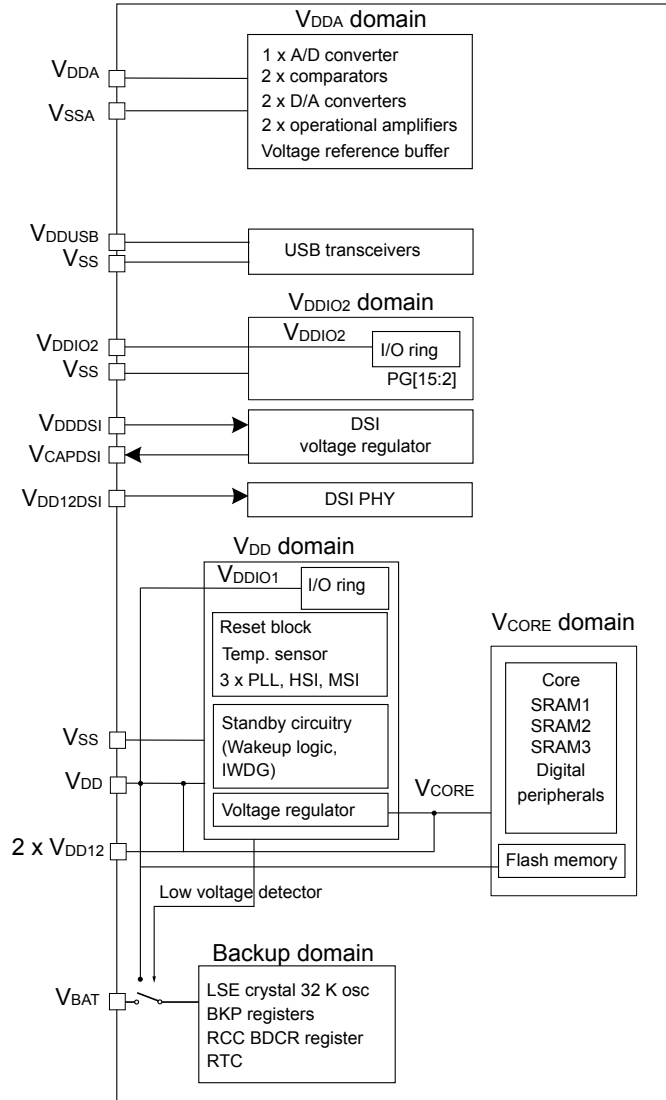 VDDA domain
1 x A/D converter
2 x comparators
2 x D/A converters
2 x operational amplifiers
Voltage reference buffer
VDDA
VSSA
VDDUSB
VSS
USB transceivers
VDDIO2 domain
VDDIO2
VDDIO2
I/O ring
VSS
PG[15:2]
VDDDSI
DSI
voltage regulator
VCAPDSI
VDD12DSI
DSI PHY
VDD domain
VDDIO1
I/O ring
Reset block
Temp. sensor
3 x PLL, HSI, MSI
VSS
Standby circuitry
(Wakeup logic,
IWDG)
VDD
Voltage regulator
VCORE
2 x VDD12
VCORE domain
Core
SRAM1
SRAM2
SRAM3
Digital
peripherals
Flash memory
Low voltage detector
Backup domain
VBAT
LSE crystal 32 K osc
BKP registers
RCC BDCR register
RTC